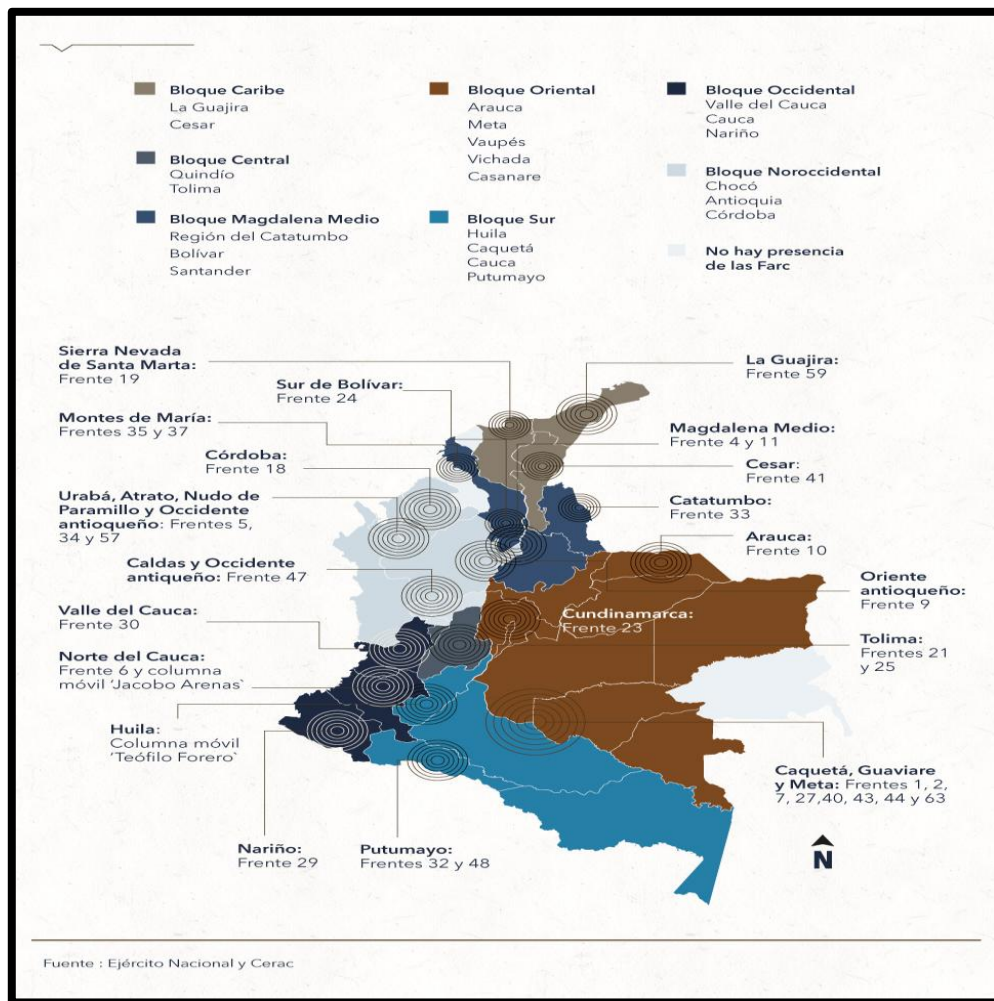 Bloque Caribe
La Guajira
Cesar
Bloque Central
Quindío
Tolima
Bloque Magdalena Medio
Región del Catatumbo
Bolívar
Santander
Bloque Oriental
Arauca
Meta
Vaupés
Vichada
Casanare
Bloque Sur
Huila
Caquetá
Cauca
Putumayo
Bloque Occidental
Valle del Cauca
Cauca
Nariño
Bloque Noroccidental
Chocó
Antioquia
Córdoba
No hay presencia
de las Farc
Sierra Nevada
de Santa Marta:
Frente 19
Sur de Bolívar:
Frente 24
Montes de María:
Frentes 35 y 37
Córdoba:
Frente 18
Urabá, Atrato, Nudo de
Paramillo y Occidente
antioqueño: Frentes 5,
34 y 57
Caldas y Occidente
antiqueño: Frente 47
Valle del Cauca:
Frente 30
Norte del Cauca:
Frente 6 y columna
móvil ‘Jacobo Arenas`
Huila:
Columna móvil
‘Teófilo Forero`
Nariño:
Frente 29
Putumayo:
Frentes 32 y 48
La Guajira:
Frente 59
Magdalena Medio:
Frente 4 y 11
Cesar:
Frente 41
Catatumbo:
Frente 33
Arauca:
Frente 10
Oriente
antioqueño:
Frente 9
Cundinamarca:
Frente 23
Tolima:
Frentes 21
y 25
Caquetá, Guaviare
y Meta: Frentes 1, 2,
7, 27,40, 43, 44 y 63
N
Fuente : Ejército Nacional y Cerac